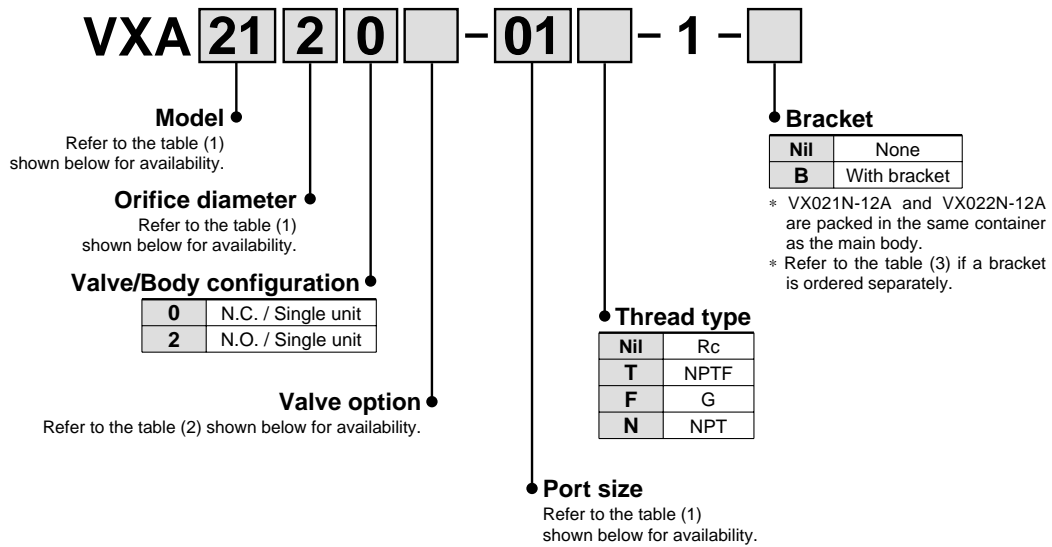 VXA 21 2 0 - 01 - 1 -
Model
Refer to the table (1)
shown below for availability.
Orifice diameter
Refer to the table (1)
shown below for availability.
Valve/Body configuration
0 N.C. / Single unit
2 N.O. / Single unit
Valve option
Refer to the table (2) shown below for availability.
Port size
Refer to the table (1)
shown below for availability.
Thread type
Nil Rc
T NPTF
F G
N NPT
Bracket
Nil None
B With bracket
* VX021N-12A and VX022N-12A
are packed in the same container
as the main body.
* Refer to the table (3) if a bracket
is ordered separately.